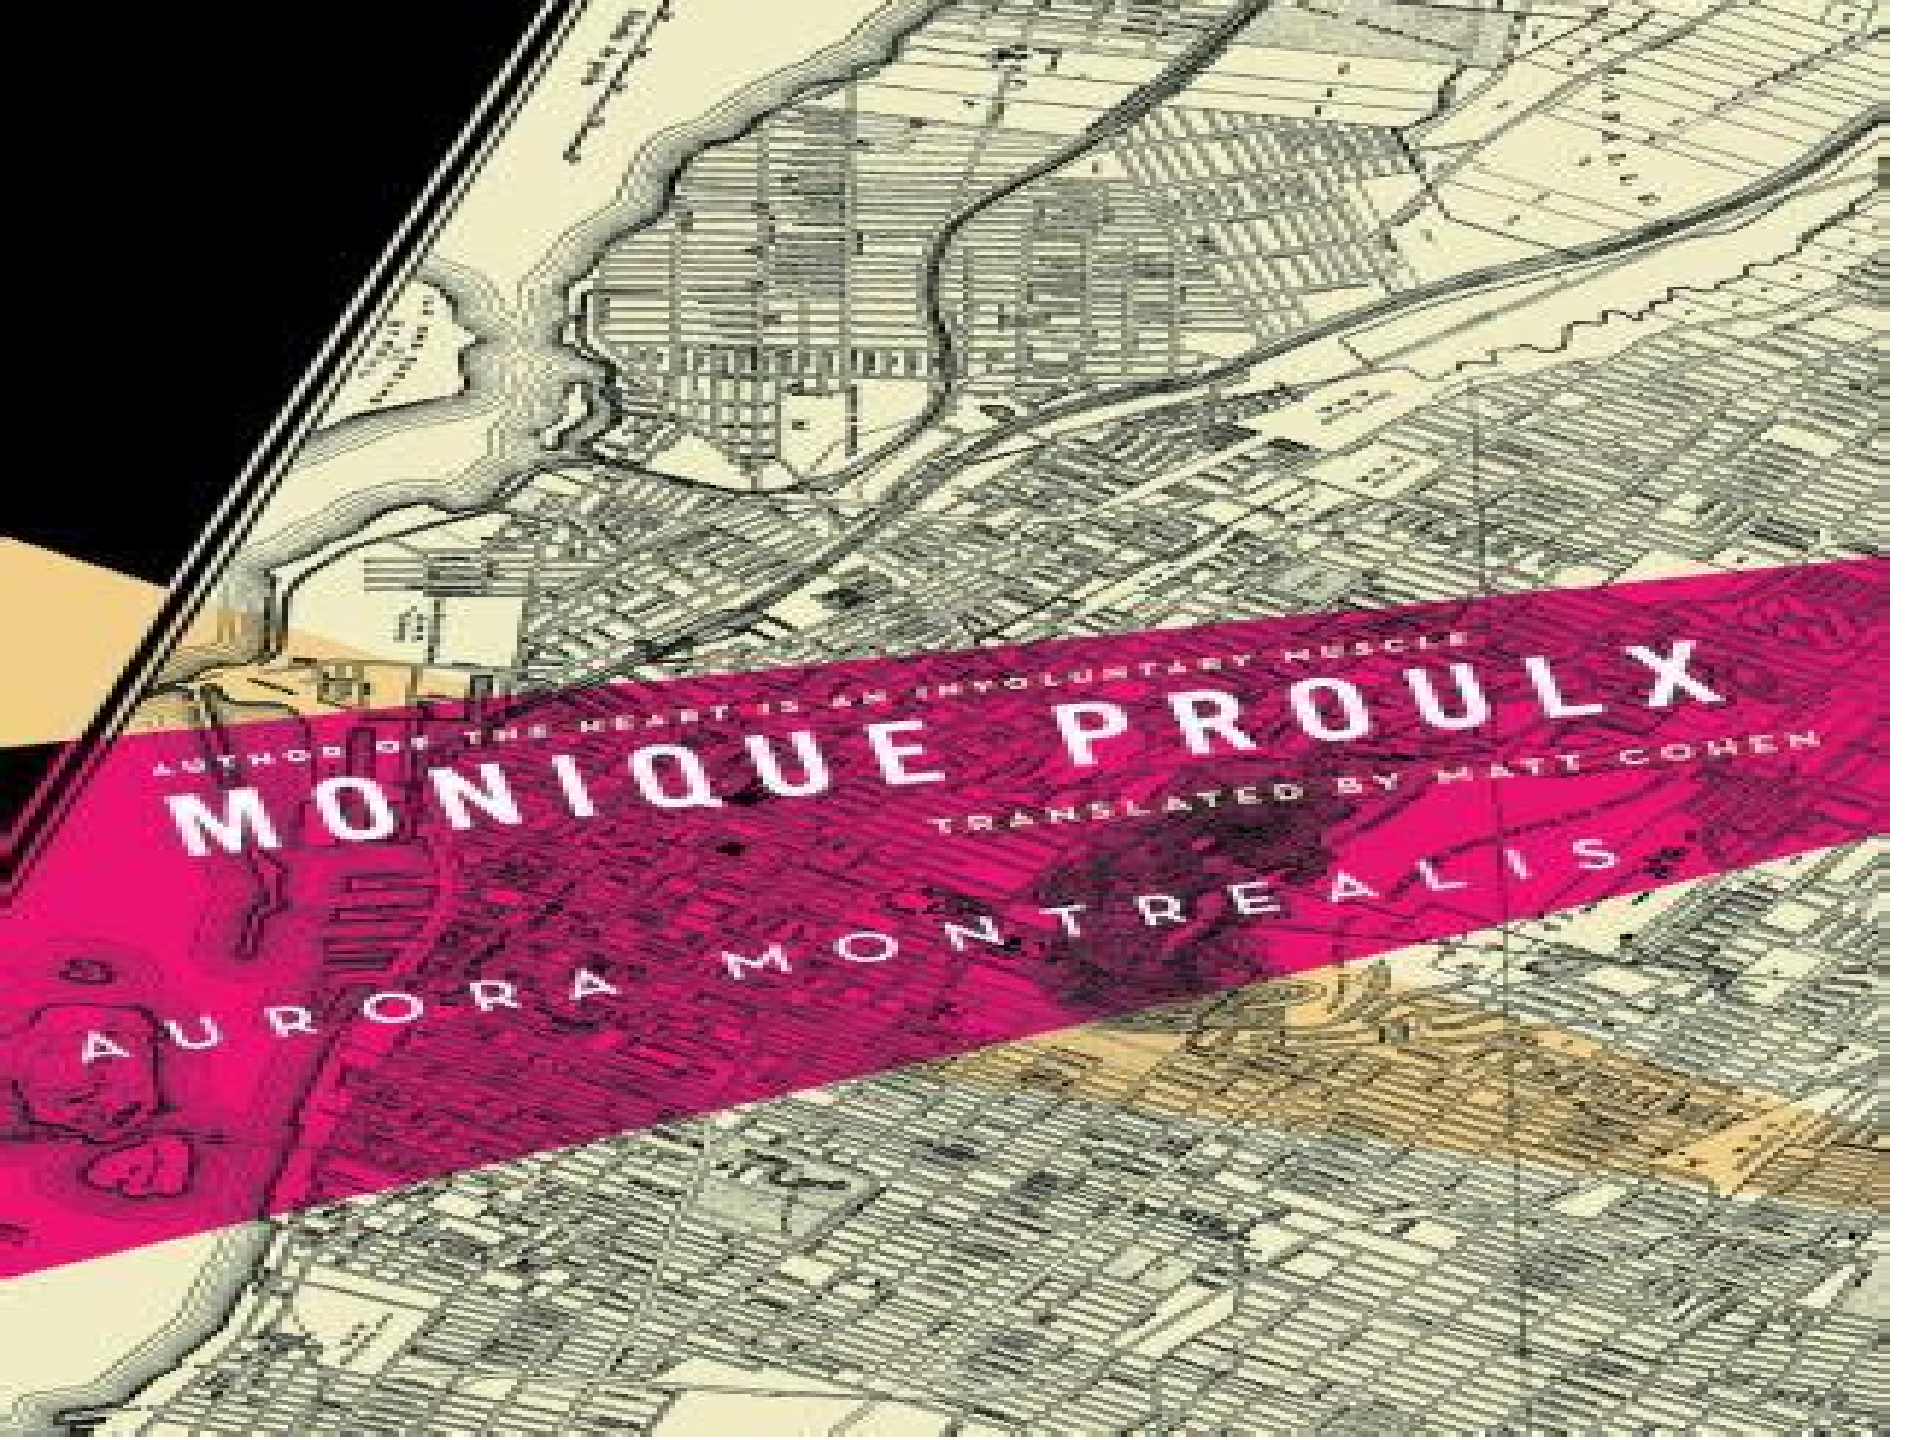 AUTHOR OF THE HEART IS AN INVOLUNTARY MUSCLE
MONIQUE PROULX
TRANSLATED BY MATT COHEN
AURORA MONTREALIS